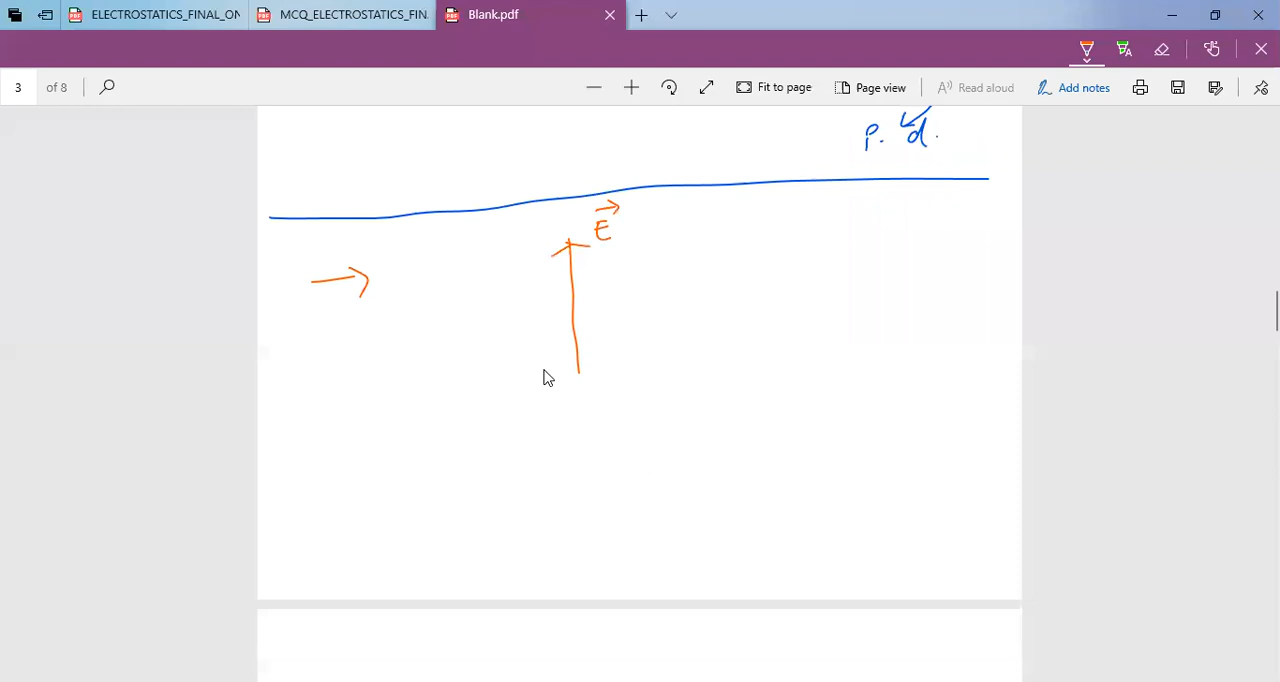 ELECTROSTATICS_FINAL_ON
MCQ_ELECTROSTATICS_FIN.
Blank.pdf
3 of 8
Fit to page
Page view
Read aloud
Add notes
p. d.
E